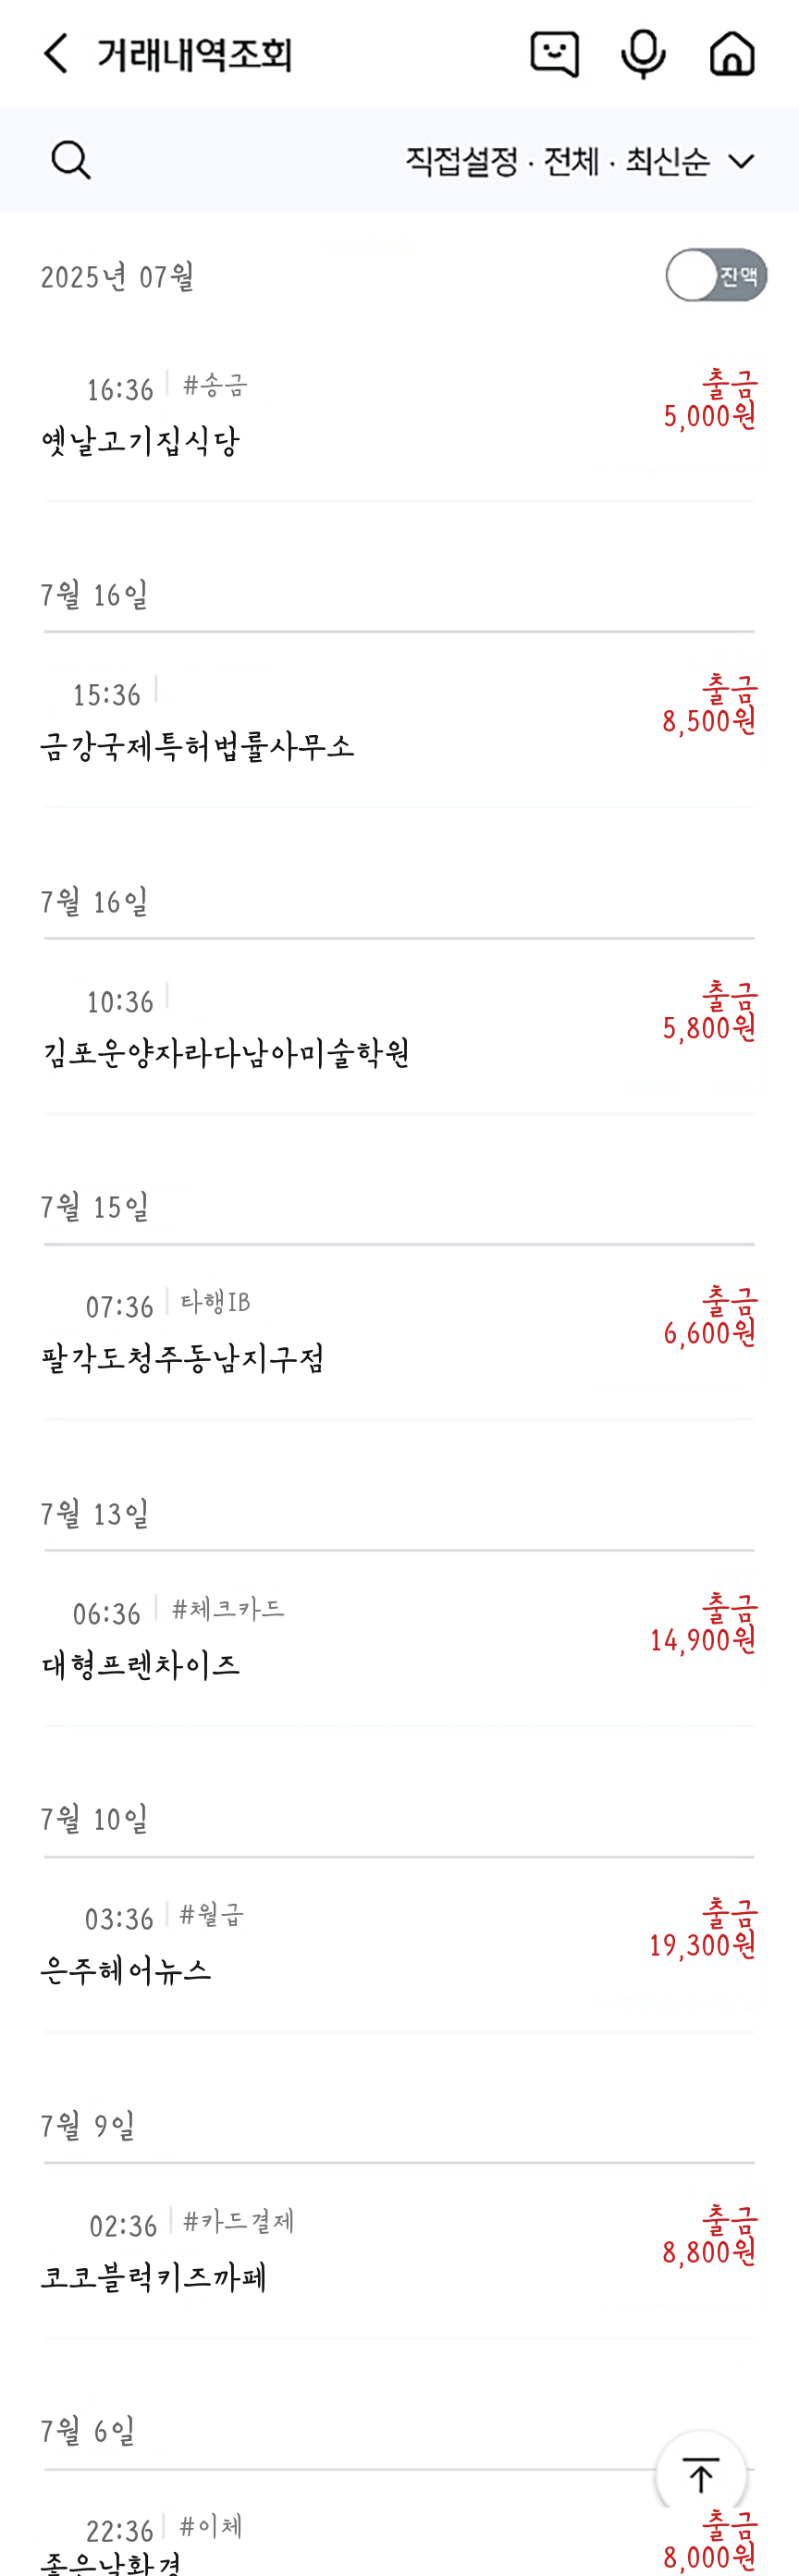 거래내역조회
직접설정 · 전체 · 최신순
2025년 07월
잔액
16:36 #송금
출금
5,000원
옛날고기집식당
7월 16일
15:36
출금
8,500원
금강국제특허법률사무소
7월 16일
10:36
출금
5,800원
김포운양자라다남아미술학원
7월 15일
07:36 타행IB
출금
6,600원
팔각도청주동남지구점
7월 13일
06:36 #체크카드
출금
14,900원
대형프렌차이즈
7월 10일
03:36 #월급
출금
19,300원
은주헤어뉴스
7월 9일
02:36 #카드결제
출금
8,800원
코코블럭키즈까페
7월 6일
22:36 #이체
출금
8,000원
좋은날화경